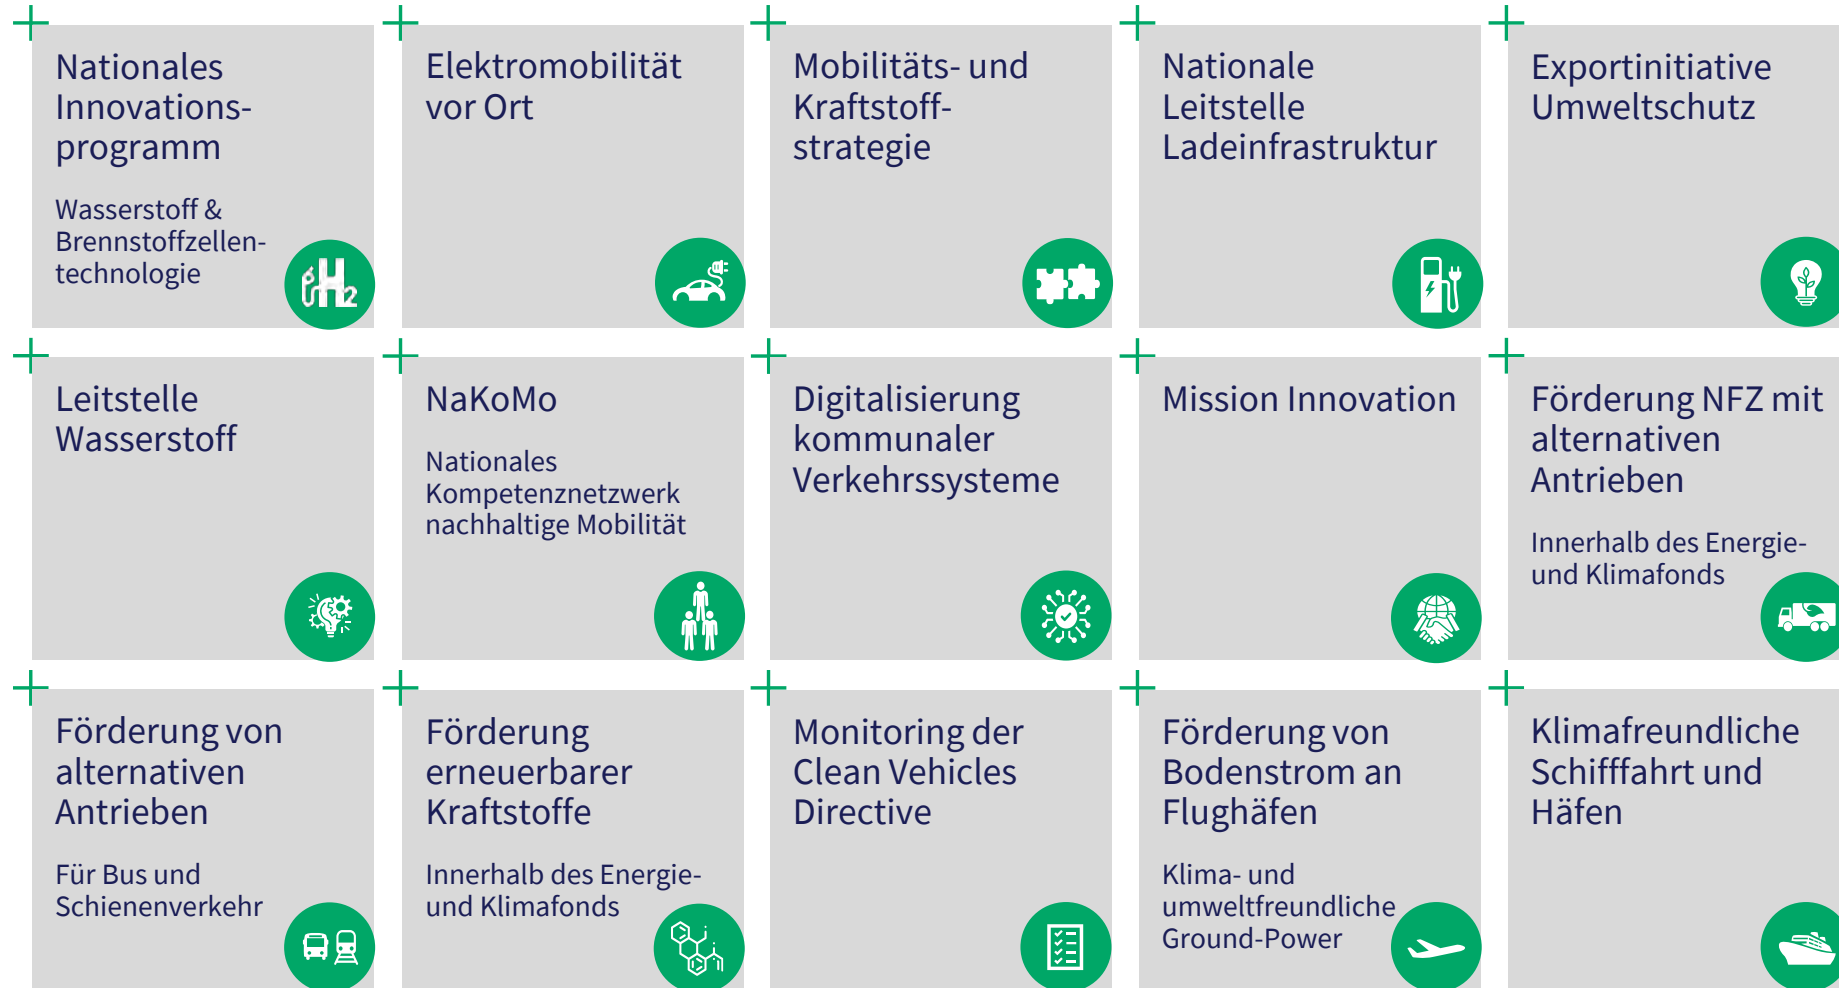 Nationales
Innovations-
programm
Wasserstoff &
Brennstoffzellen-
technologie
H2
Elektromobilität
vor Ort
Mobilitäts- und
Kraftstoff-
strategie
Nationale
Leitstelle
Ladeinfrastruktur
Exportinitiative
Umweltschutz
Leitstelle
Wasserstoff
NaKoMo
Nationales
Kompetenznetzwerk
nachhaltige Mobilität
Digitalisierung
kommunaler
Verkehrssysteme
Mission Innovation
Förderung NFZ mit
alternativen
Antrieben
Innerhalb des Energie-
und Klimafonds
Förderung von
alternativen
Antrieben
Für Bus und
Schienenverkehr
Förderung
erneuerbarer
Kraftstoffe
Innerhalb des Energie-
und Klimafonds
Monitoring der
Clean Vehicles
Directive
Förderung von
Bodenstrom an
Flughäfen
Klima- und
umweltfreundliche
Ground-Power
Klimafreundliche
Schifffahrt und
Häfen